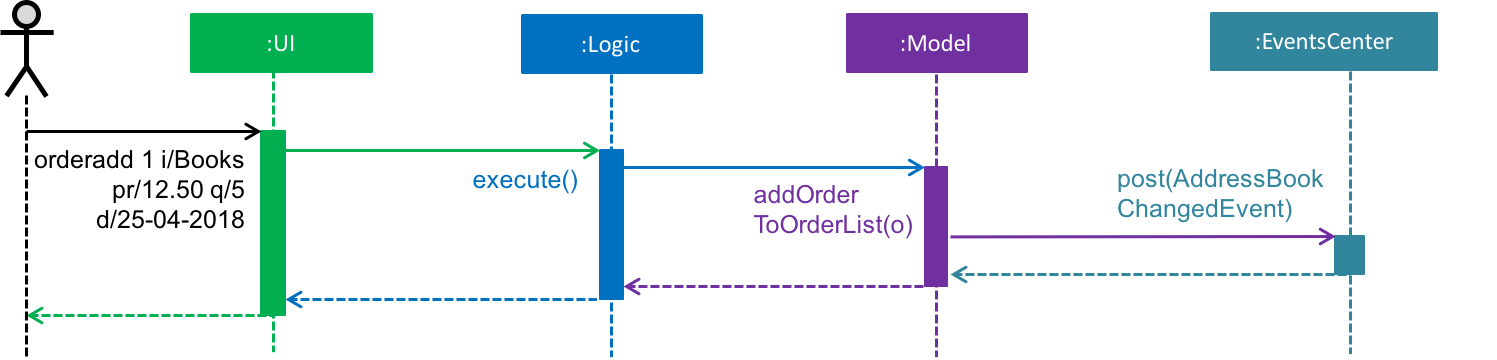 :UI
:Logic
:Model
:EventsCenter
orderadd 1 i/Books
pr/12.50 q/5
d/25-04-2018
execute()
addOrder
ToOrderList(o)
post(AddressBook
ChangedEvent)